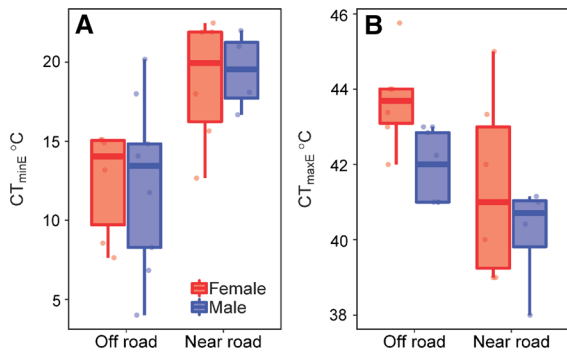 A
CTminE °C
20
15
10
5
Female
Male
Off road
Near road
B
CTmaxE °C
46
44
42
40
38
Off road
Near road